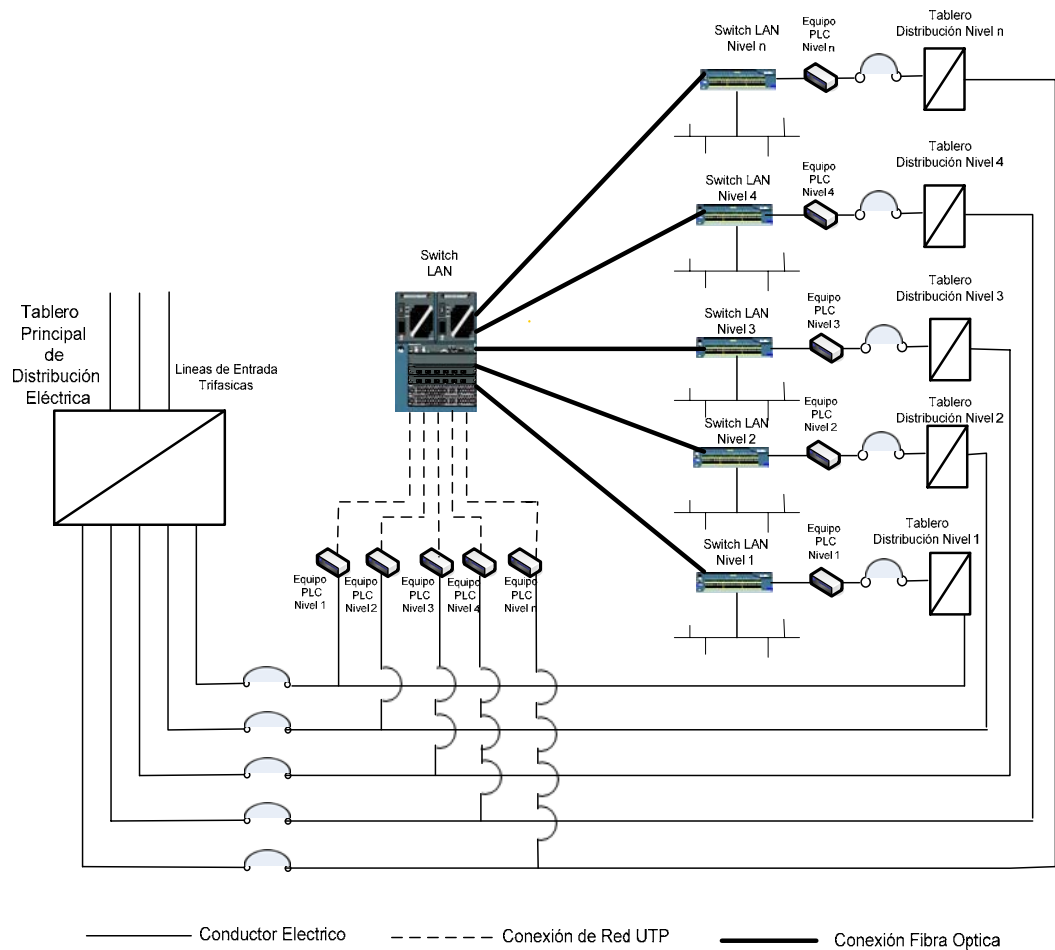 Switch LAN
Nivel n
Equipo
PLC
Nivel n
Tablero
Distribución Nivel n
Switch LAN
Nivel 4
Equipo
PLC
Nivel 4
Tablero
Distribución Nivel 4
Switch
LAN
Switch LAN
Nivel 3
Equipo
PLC
Nivel 3
Tablero
Distribución Nivel 3
Tablero
Principal
de
Distribución
Eléctrica
Lineas de Entrada
Trifasicas
Switch LAN
Nivel 2
Equipo
PLC
Nivel 2
Tablero
Distribución Nivel 2
Switch LAN
Nivel 1
Equipo
PLC
Nivel 1
Tablero
Distribución Nivel 1
Equipo
PLC
Nivel 1
Equipo
PLC
Nivel 2
Equipo
PLC
Nivel 3
Equipo
PLC
Nivel 4
Equipo
PLC
Nivel n
Conductor Electrico
Conexión de Red UTP
Conexión Fibra Optica